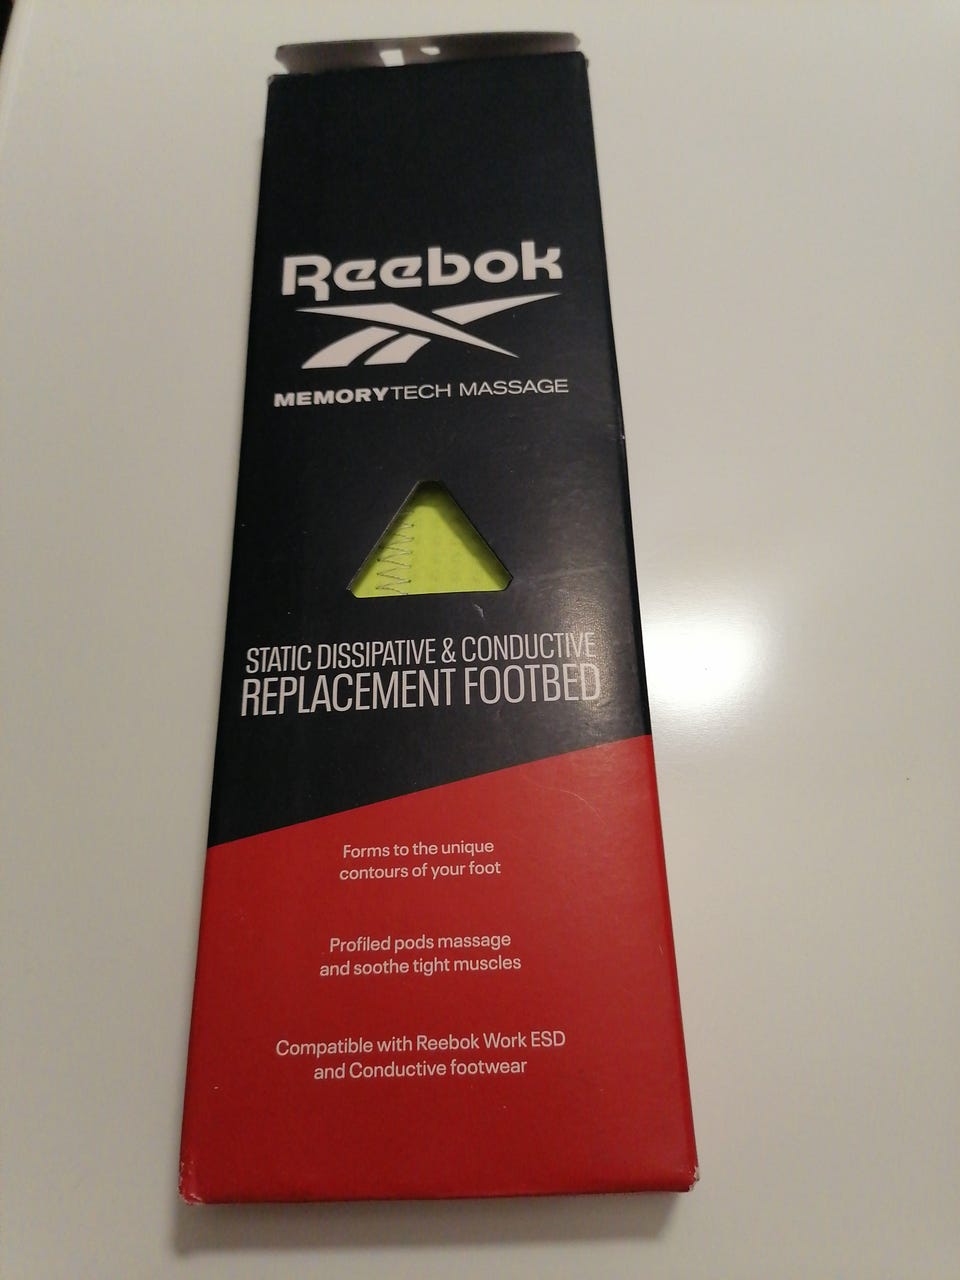 Reebok
MEMORYTECH MASSAGE
STATIC DISSIPATIVE & CONDUCTIVE
REPLACEMENT FOOTBED
Forms to the unique
contours of your foot
Profiled pods massage
and soothe tight muscles
Compatible with Reebok Work ESD
and Conductive footwear